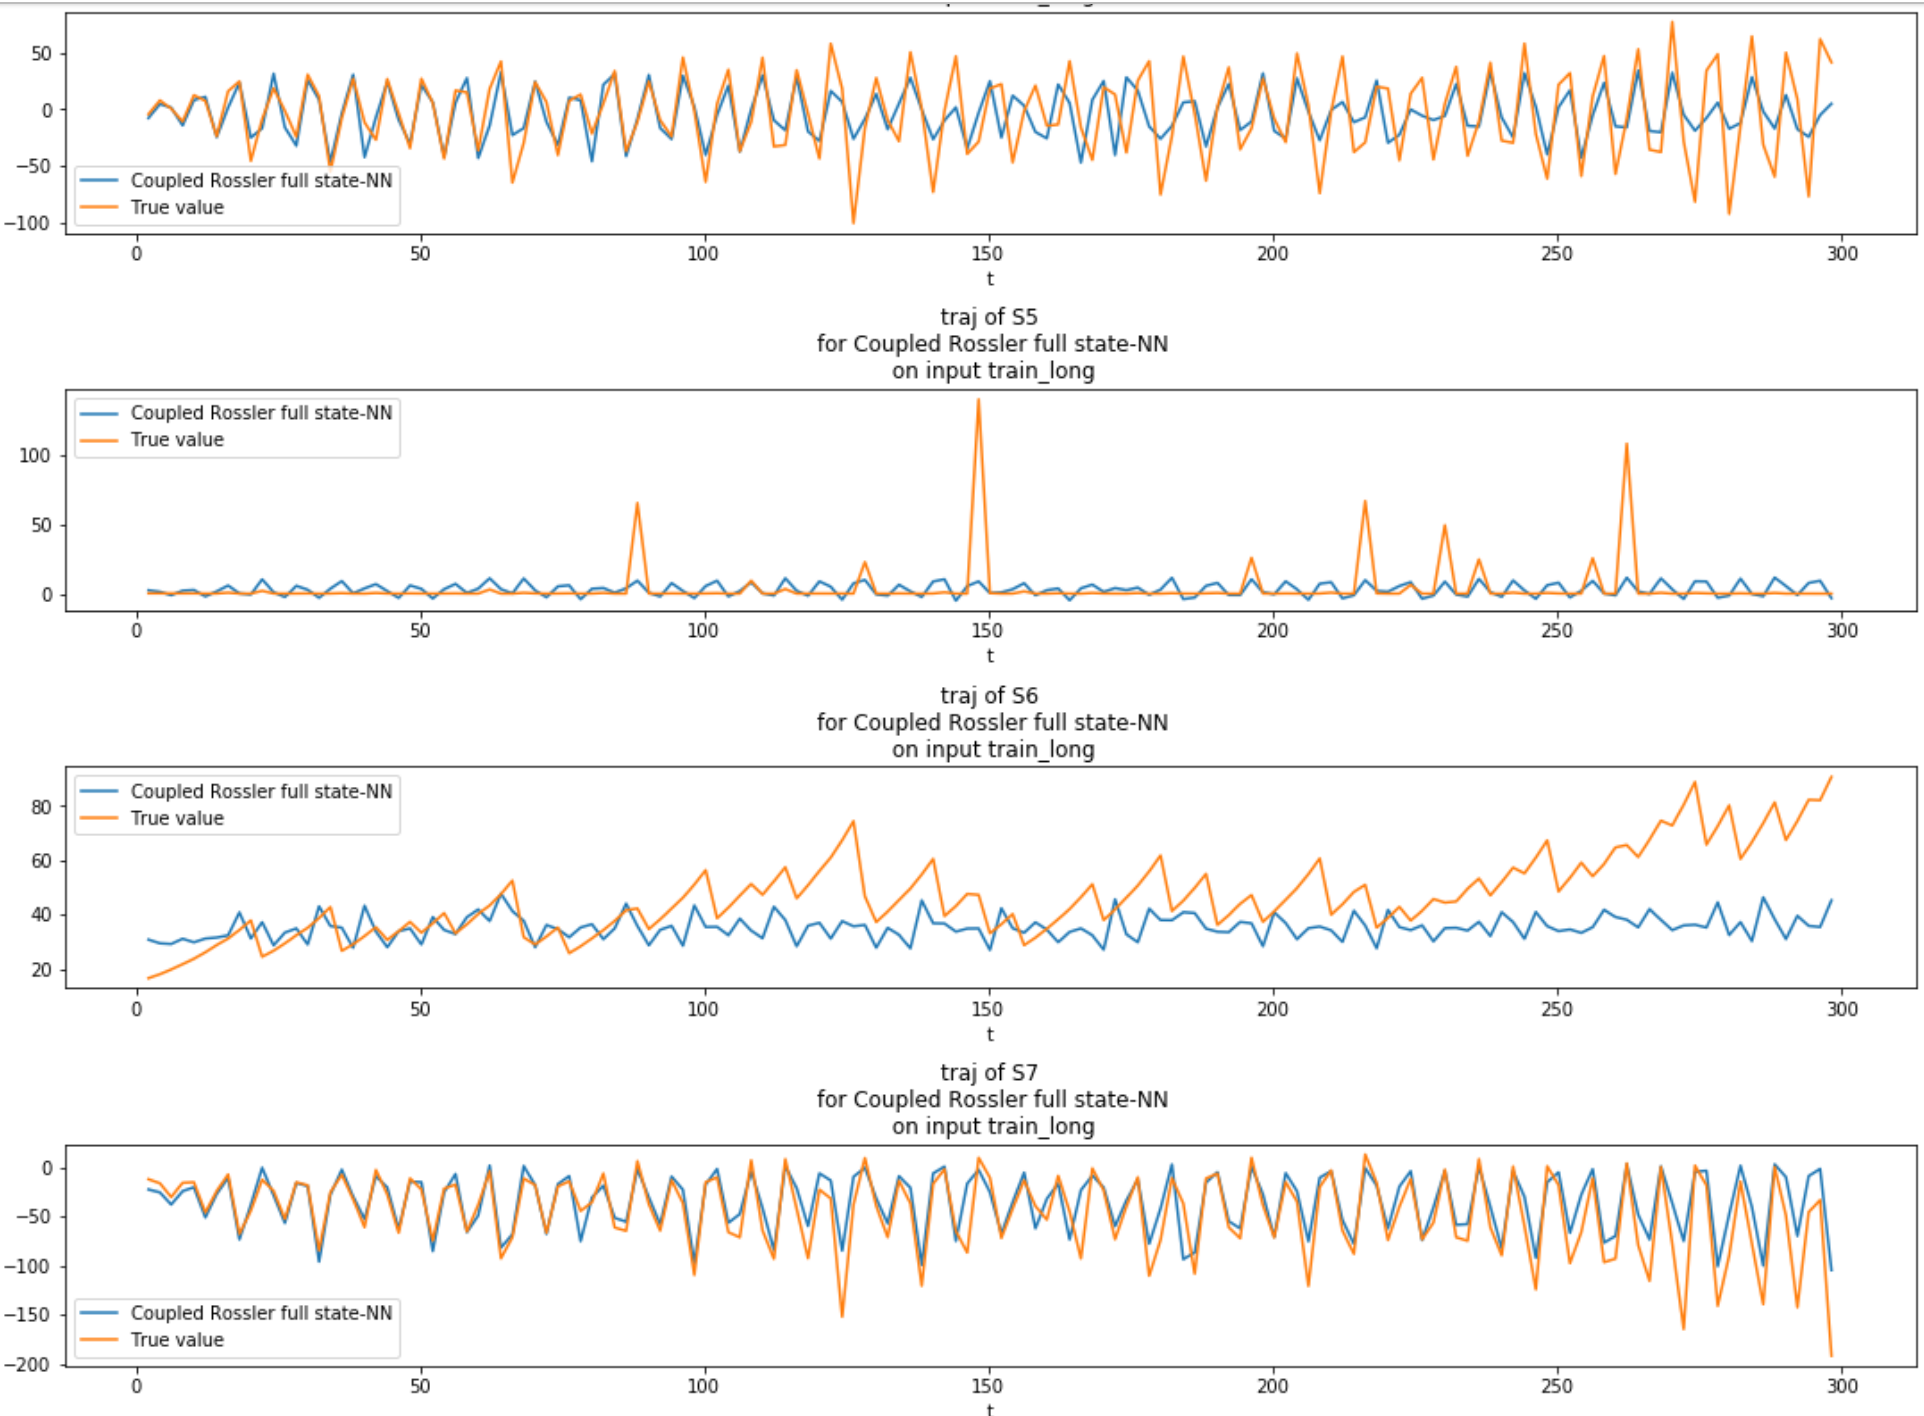 50
0
−50
−100
Coupled Rossler full state-NN
True value
0 50 100 150 200 250 300
t
traj of S5
for Coupled Rossler full state-NN
on input train_long
100
50
0
Coupled Rossler full state-NN
True value
0 50 100 150 200 250 300
t
traj of S6
for Coupled Rossler full state-NN
on input train_long
80
60
40
20
Coupled Rossler full state-NN
True value
0 50 100 150 200 250 300
t
traj of S7
for Coupled Rossler full state-NN
on input train_long
0
−50
−100
−150
−200
Coupled Rossler full state-NN
True value
0 50 100 150 200 250 300
t